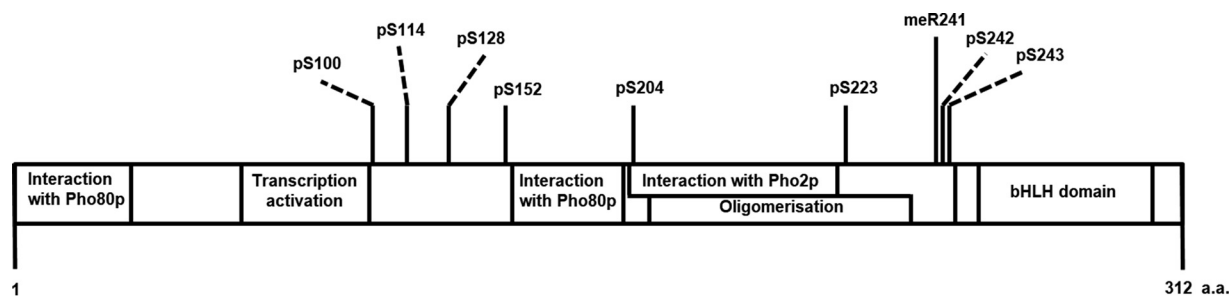 meR241
pS114
pS242
pS128
pS243
pS100
pS152
pS204
pS223
Interaction
with Pho80p
Transcription
activation
Interaction
with Pho80p
Interaction with Pho2p
Oligomerisation
bHLH domain
1
312 a.a.